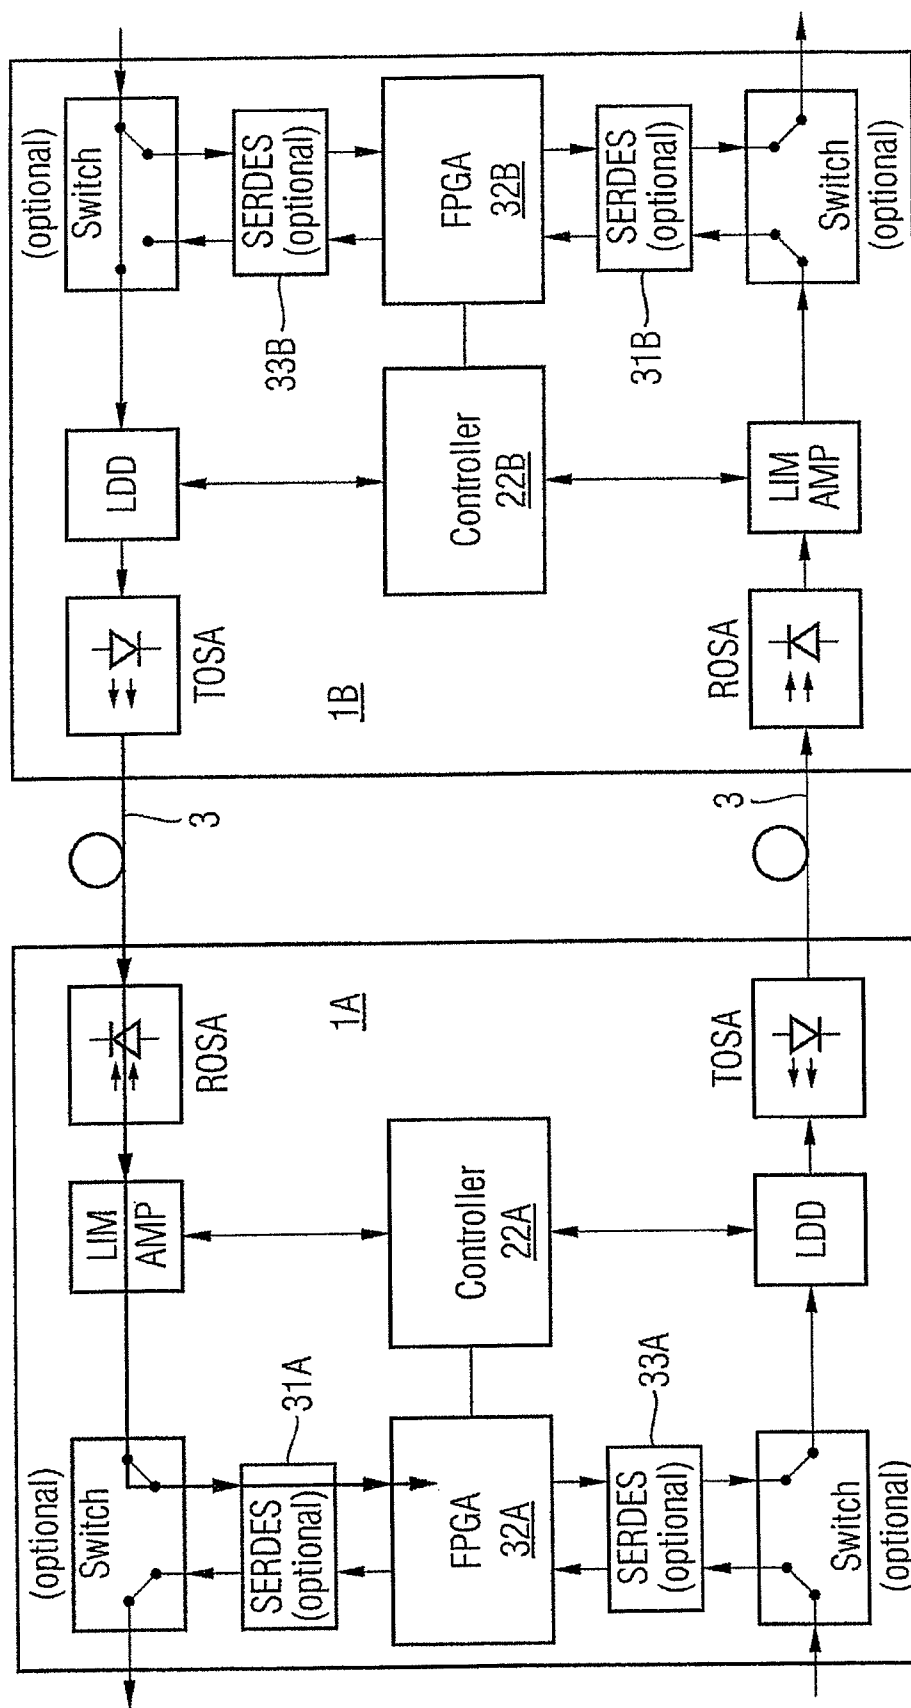 (optional)
Switch
LIM
AMP
ROSA
3
TOSA
LDD
(optional)
Switch
SERDES
(optional)
31A
1A
1B
33B
SERDES
(optional)
FPGA
32A
Controller
22A
Controller
22B
FPGA
32B
SERDES
(optional)
33A
31B
SERDES
(optional)
Switch
(optional)
LDD
TOSA
3
ROSA
LIM
AMP
Switch
(optional)